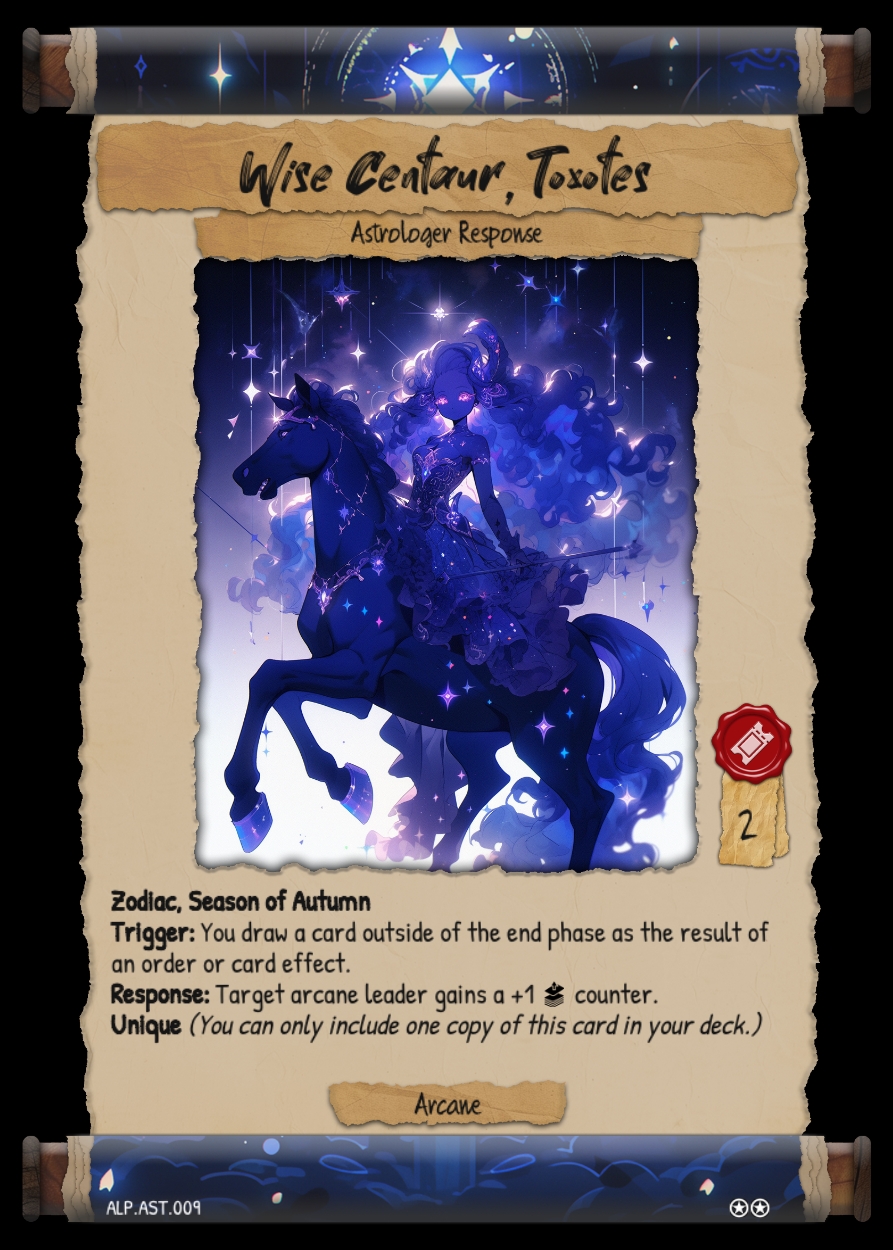 Wise Centaur, Toxotes
Astrologer Response
2
Zodiac, Season of Autumn
Trigger: You draw a card outside of the end phase as the result of
an order or card effect.
Response: Target arcane leader gains a +1 counter.
Unique (You can only include one copy of this card in your deck.)
Arcane
ALP.AST.009